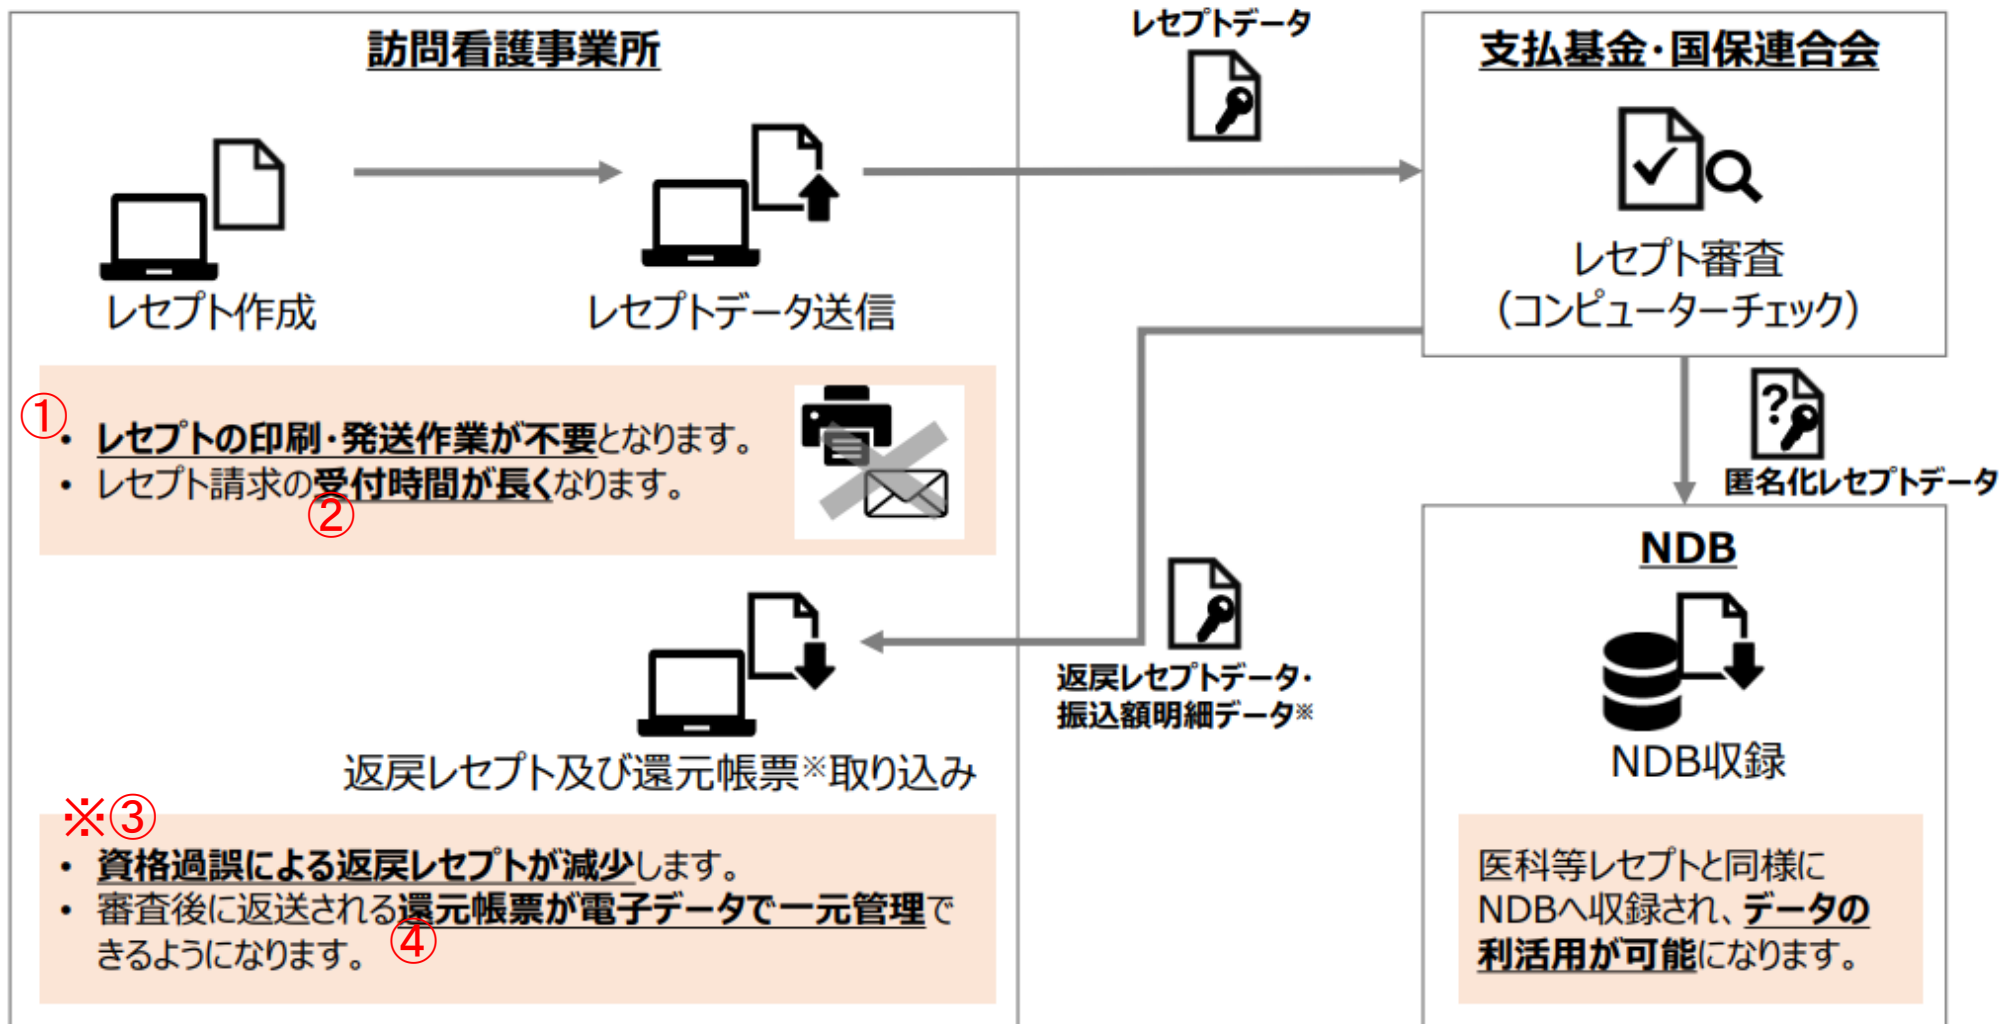 訪問看護事業所
レセプト作成
レセプトデータ送信
①
・ レセプトの印刷・発送作業が不要となります。
・ レセプト請求の受付時間が長くなります。
②
返戻レセプト及び還元帳票※取り込み
※③
・ 資格過誤による返戻レセプトが減少します。
・ 審査後に返送される還元帳票が電子データで一元管理で
きるようになります。
④
レセプトデータ
返戻レセプトデータ・
振込額明細データ※
支払基金・国保連合会
レセプト審査
(コンピューターチェック)
?
匿名化レセプトデータ
NDB
NDB収録
医科等レセプトと同様に
NDBへ収録され、データの
利活用が可能になります。